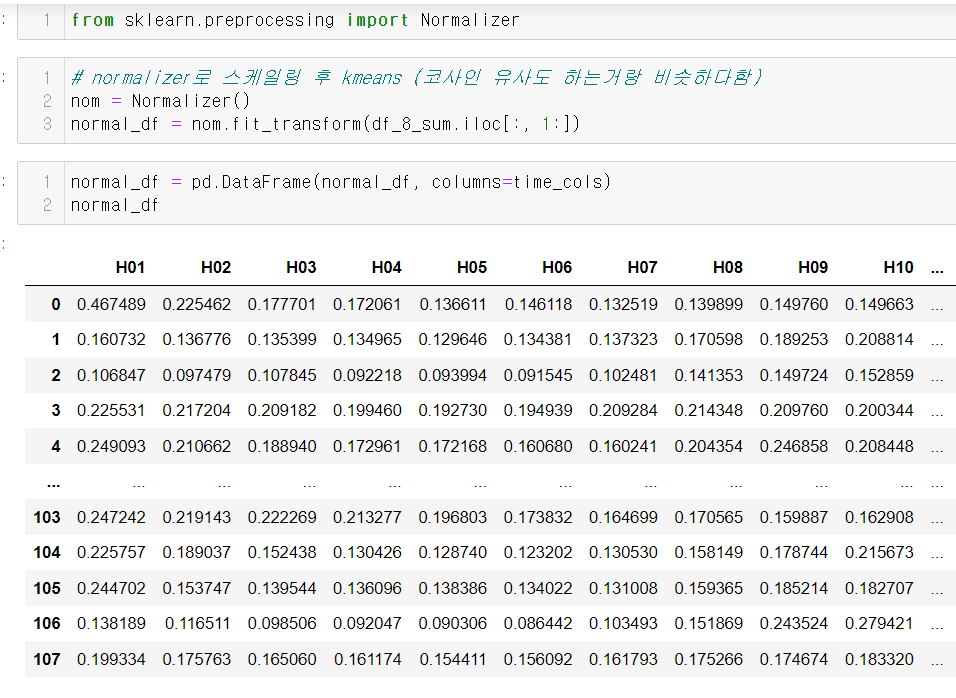 1 from sklearn.preprocessing import Normalizer
1 # normalizer로 스케일링 후 kmeans (코사인 유사도 하는거랑 비슷하다함)
2 nom = Normalizer()
3 normal_df = nom.fit_transform(df_8_sum.iloc[:, 1:])
1 normal_df = pd.DataFrame(normal_df, columns=time_cols)
2 normal_df
H01 H02 H03 H04 H05 H06 H07 H08 H09 H10 ...
0 0.467489 0.225462 0.177701 0.172061 0.136611 0.146118 0.132519 0.139899 0.149760 0.149663 ...
1 0.160732 0.136776 0.135399 0.134965 0.129646 0.134381 0.137323 0.170598 0.189253 0.208814 ...
2 0.106847 0.097479 0.107845 0.092218 0.093994 0.091545 0.102481 0.141353 0.149724 0.152859 ...
3 0.225531 0.217204 0.209182 0.199460 0.192730 0.194939 0.209284 0.214348 0.209760 0.200344 ...
4 0.249093 0.210662 0.188940 0.172961 0.172168 0.160680 0.160241 0.204354 0.246858 0.208448 ...
... ... ... ... ... ... ... ... ... ... ... ...
103 0.247242 0.219143 0.222269 0.213277 0.196803 0.173832 0.164699 0.170565 0.159887 0.162908 ...
104 0.225757 0.189037 0.152438 0.130426 0.128740 0.123202 0.130530 0.158149 0.178744 0.215673 ...
105 0.244702 0.153747 0.139544 0.136096 0.138386 0.134022 0.131008 0.159365 0.185214 0.182707 ...
106 0.138189 0.116511 0.098506 0.092047 0.090306 0.086442 0.103493 0.151869 0.243524 0.279421 ...
107 0.199334 0.175763 0.165060 0.161174 0.154411 0.156092 0.161793 0.175266 0.174674 0.183320 ...